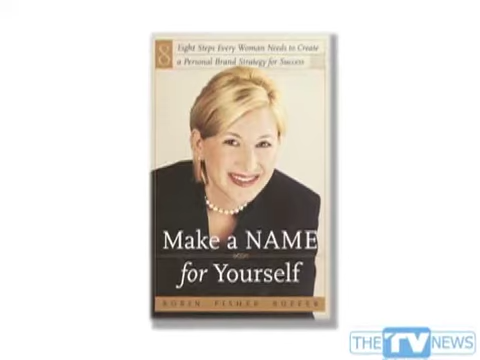 8 Eight Steps Every Woman Needs to Create
a Personal Brand Strategy for Success
Make a NAME
for Yourself
ROBIN FISHER ROFFER
THE TV NEWS